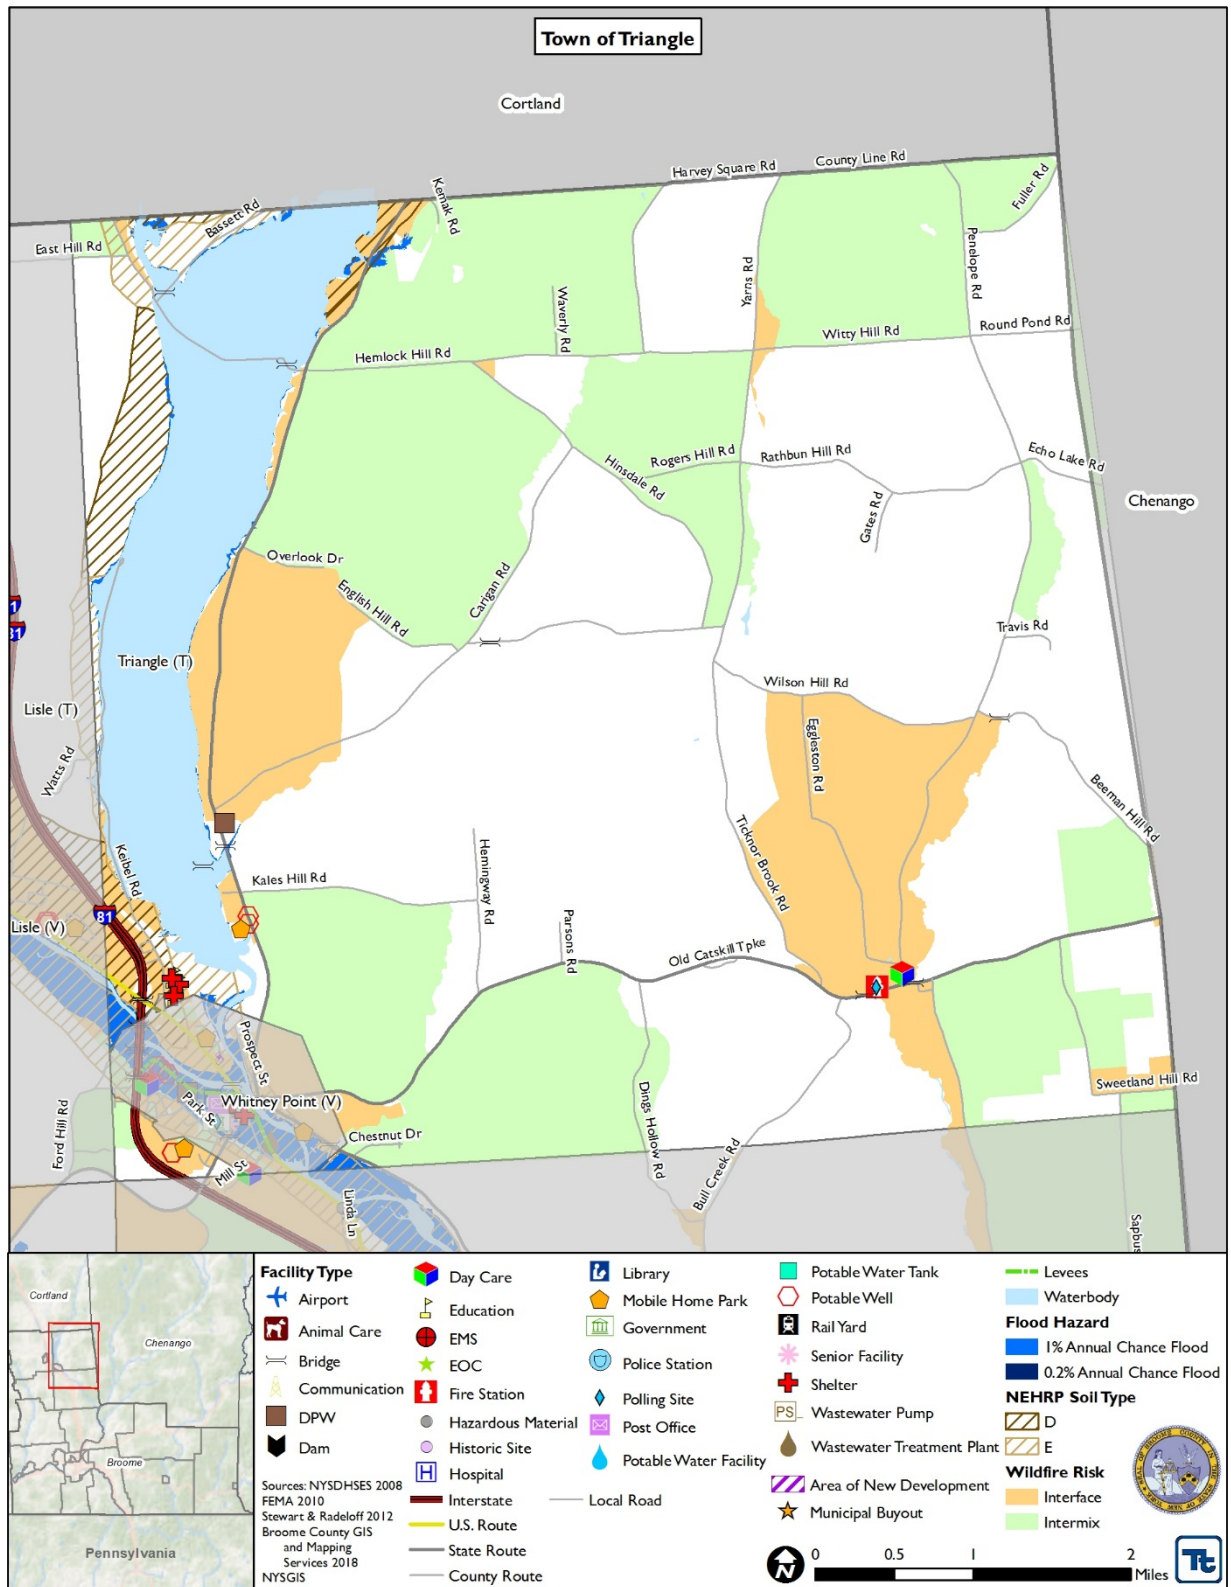 Town of Triangle
Cortland
Harvey Square Rd
County Line Rd
Fuller Rd
Kemak Rd
Bassett Rd
East Hill Rd
Penelope Rd
Yarns Rd
Waverly Rd
Witty Hill Rd
Round Pond Rd
Hemlock Hill Rd
Rogers Hill Rd
Rathbun Hill Rd
Echo Lake Rd
Hinsdale Rd
Chenango
Gates Rd
Overlook Dr
English Hill Rd
Carigan Rd
81
Travis Rd
Triangle (T)
Wilson Hill Rd
Lisle (T)
Eggleston Rd
Watts Rd
Beeman Hill Rd
Ticknor Brook Rd
Keibel Rd
Hemingway Rd
Kales Hill Rd
81
Lisle (V)
Parsons Rd
Old Catskill Tpke
Prospect St
Sweetland Hill Rd
Park St
Whitney Point (V)
Dings Hollow Rd
Ford Hill Rd
Chestnut Dr
Bull Creek Rd
Mill St
Linda Ln
Sapbus
Cortland
Chenango
Broome
Pennsylvania
Facility Type
Airport
Animal Care
Bridge
Communication
DPW
Dam
Sources: NYSDHSES 2008
FEMA 2010
Stewart & Radeloff 2012
Broome County GIS
and Mapping
Services 2018
NYSGIS
Day Care
Education
EMS
EOC
Fire Station
Hazardous Material
Historic Site
H Hospital
Interstate
U.S. Route
State Route
County Route
Library
Mobile Home Park
Government
Police Station
Polling Site
Post Office
Potable Water Facility
Local Road
Potable Water Tank
Potable Well
Rail Yard
Senior Facility
Shelter
PS Wastewater Pump
Wastewater Treatment Plant
Area of New Development
Municipal Buyout
Levees
Waterbody
Flood Hazard
1% Annual Chance Flood
0.2% Annual Chance Flood
NEHRP Soil Type
D
E
Wildfire Risk
Interface
Intermix
N
0 0.5 1 2
Miles
Tt